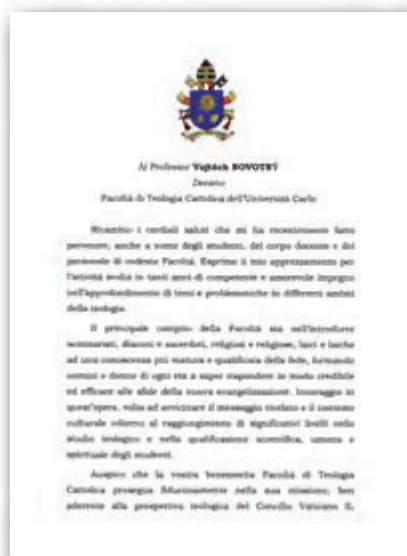 Al Professor Vojtěch NOVOTNÝ
Decano
Facoltà di Teologia Cattolica dell'Università Carlo
Ricambio i cordiali saluti che mi ha recentemente fatto
pervenire, anche a nome degli studenti, del corpo docente e del
personale di codesta Facoltà. Esprimo il mio apprezzamento per
l'attività svolta in tanti anni di competente e amorevole impegno
nell'approfondimento di temi e problematiche in differenti ambiti
della teologia.
Il principale compito della Facoltà sta nell'introdurre
seminaristi, diaconi e sacerdoti, religiosi e religiose, laici e laiche
ad una conoscenza più matura e qualificata della fede, formando
uomini e donne di ogni età a saper rispondere in modo credibile
ed efficace alle sfide della nuova evangelizzazione. Incoraggio in
quest'opera, volta ad avvicinare il messaggio rivelato e il contesto
culturale odierno al raggiungimento di significativi livelli nello
studio teologico e nella qualificazione scientifica, umana e
spirituale degli studenti.
Auspico che la vostra benemerita Facoltà di Teologia
Cattolica prosegua fiduciosamente nella sua missione, ben
aderente alla prospettiva teologica del Concilio Vaticano II,